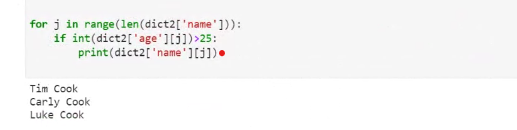 for j in range(len(dict2['name'])):
    if int(dict2['age'][j])>25:
        print(dict2['name'][j])
Tim Cook
Carly Cook
Luke Cook